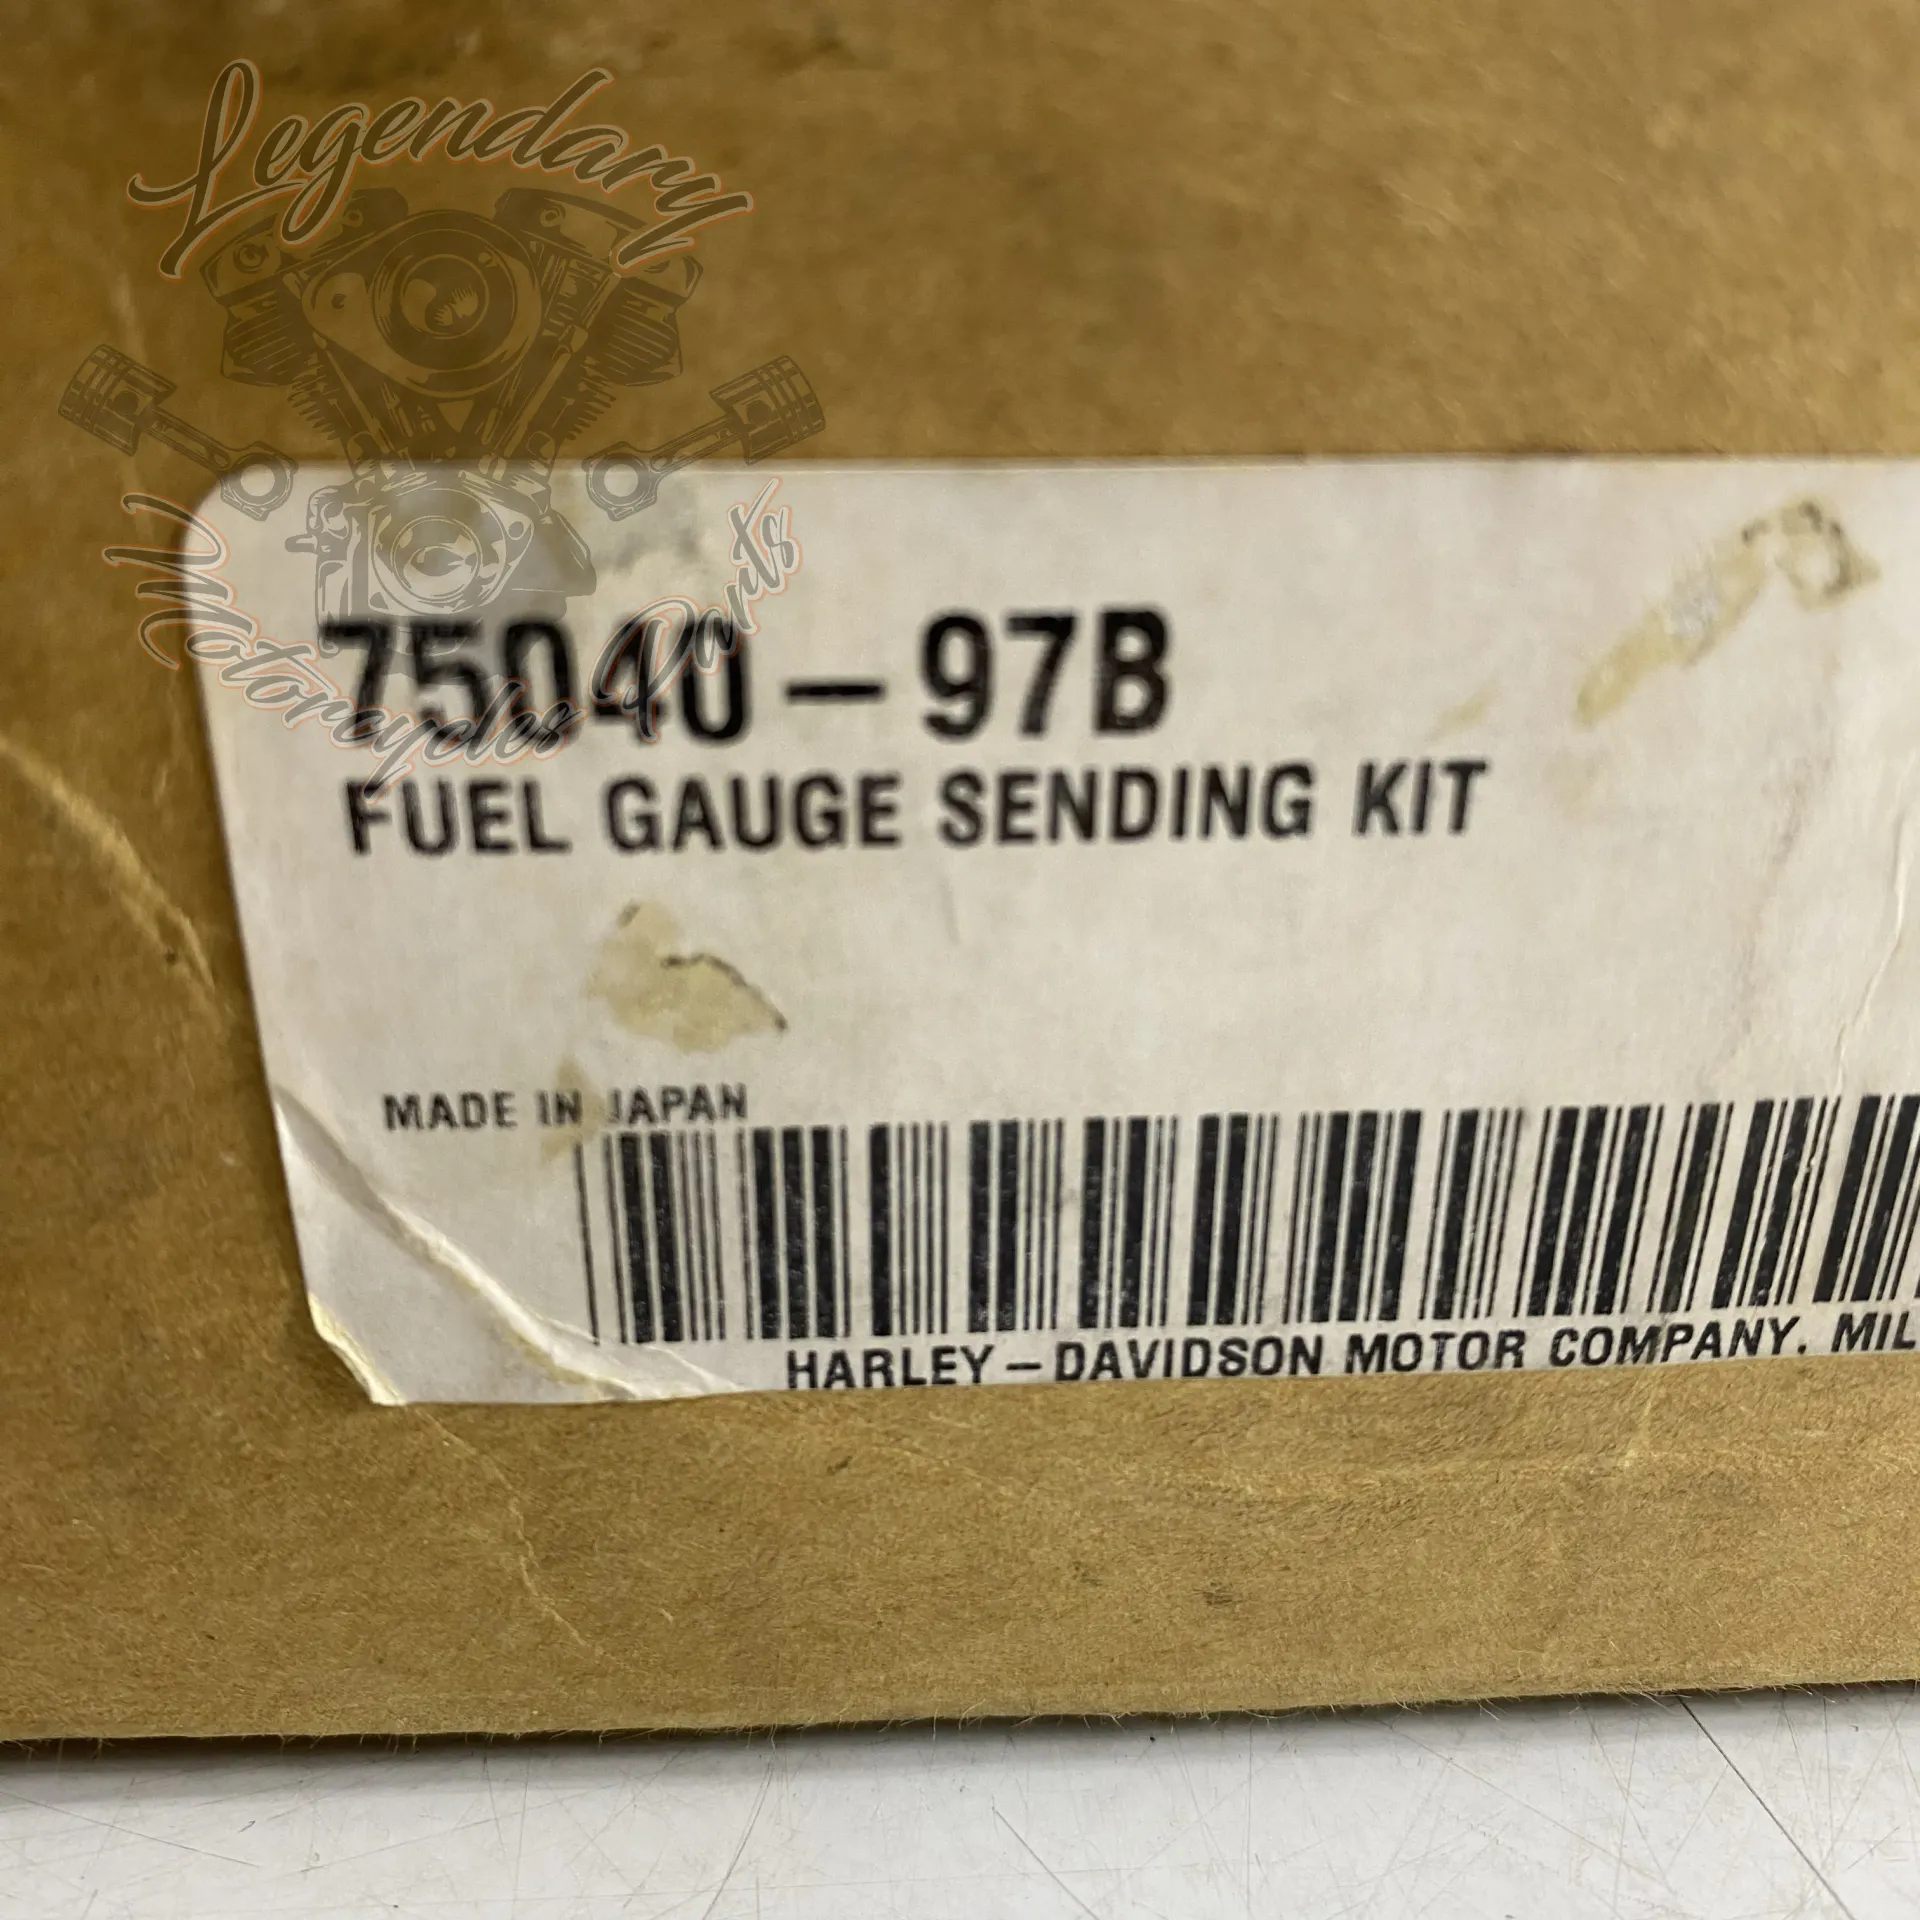 Legendary
Motorcycles Parts
75040-97B
FUEL GAUGE SENDING KIT
MADE IN JAPAN
HARLEY-DAVIDSON MOTOR COMPANY. MIL